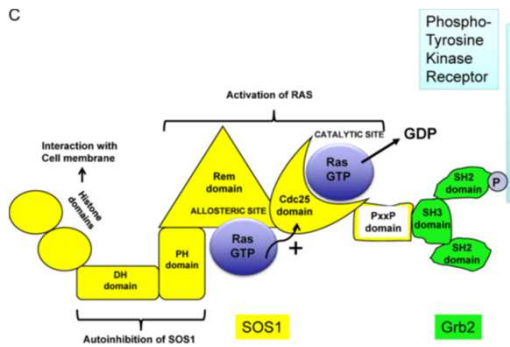 C
Phospho-
Tyrosine
Kinase
Receptor
Activation of RAS
CATALYTIC SITE
GDP
Interaction with
Cell membrane
Histone
domains
Rem
domain
ALLOSTERIC SITE
Cdc25
domain
Ras
GTP
Ras
GTP
+
PxxP
domain
SH2
domain
P
SH3
domain
SH2
domain
PH
domain
DH
domain
Autoinhibition of SOS1
SOS1
Grb2